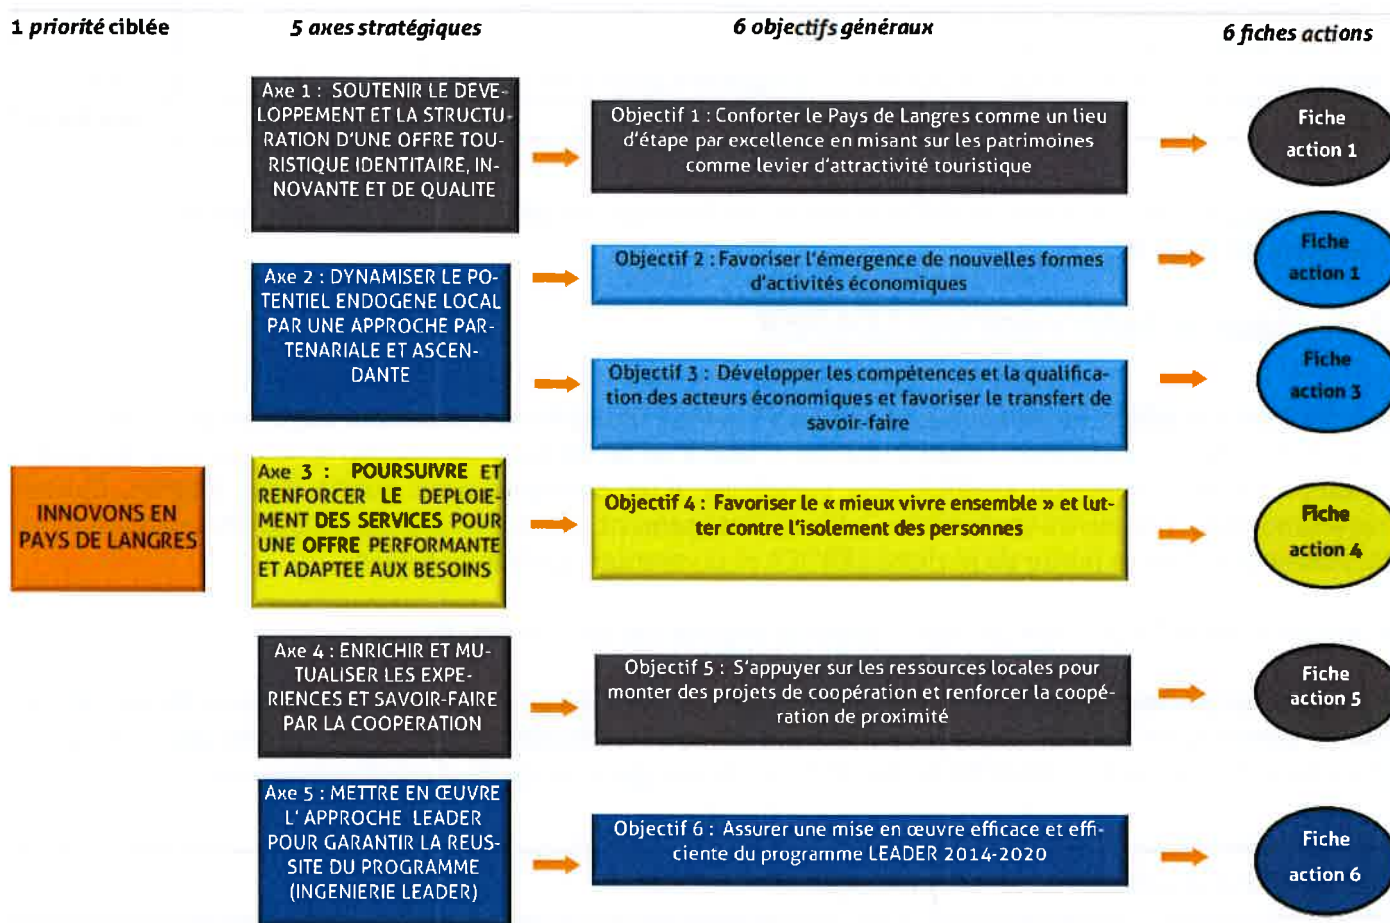 1 priorité ciblée
5 axes stratégiques
6 objectifs généraux
6 fiches actions
Axe 1 : SOUTENIR LE DEVE-
LOPPEMENT ET LA STRUCTU-
RATION D'UNE OFFRE TOU-
RISTIQUE IDENTITAIRE, IN-
NOVANTE ET DE QUALITE
Objectif 1 : Conforter le Pays de Langres comme un lieu
d'étape par excellence en misant sur les patrimoines
comme levier d'attractivité touristique
Fiche
action 1
Axe 2 : DYNAMISER LE PO-
TENTIEL ENDOGENE LOCAL
PAR UNE APPROCHE PAR-
TENARIALE ET ASCEN-
DANTE
Objectif 2 : Favoriser l'émergence de nouvelles formes
d'activités économiques
Fiche
action 1
Objectif 3 : Développer les compétences et la qualifica-
tion des acteurs économiques et favoriser le transfert de
savoir-faire
Fiche
action 3
INNOVONS EN
PAYS DE LANGRES
Axe 3 : POURSUIVRE ET
RENFORCER LE DEPLOIE-
MENT DES SERVICES POUR
UNE OFFRE PERFORMANTE
ET ADAPTEE AUX BESOINS
Objectif 4 : Favoriser le « mieux vivre ensemble » et lut-
ter contre l'isolement des personnes
Fiche
action 4
Axe 4 : ENRICHIR ET MU-
TUALISER LES EXPE-
RIENCES ET SAVOIR-FAIRE
PAR LA COOPERATION
Objectif 5 : S'appuyer sur les ressources locales pour
monter des projets de coopération et renforcer la coopé-
ration de proximité
Fiche
action 5
Axe 5 : METTRE EN ŒUVRE
L' APPROCHE LEADER
POUR GARANTIR LA REUS-
SITE DU PROGRAMME
(INGENIERIE LEADER)
Objectif 6 : Assurer une mise en œuvre efficace et effi-
ciente du programme LEADER 2014-2020
Fiche
action 6